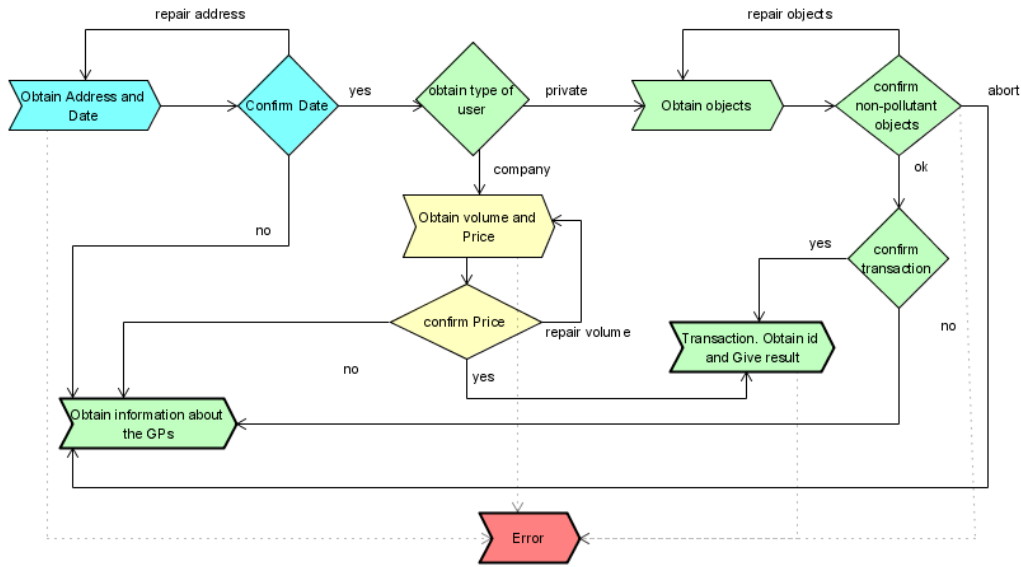 repair address
repair objects
Obtain Address and
Date
Confirm Date
yes
obtain type of
user
private
Obtain objects
confirm
non-pollutant
objects
abort
company
ok
Obtain volume and
Price
no
yes
confirm
transaction
confirm Price
repair volume
Transaction. Obtain id
and Give result
no
no
yes
Obtain information about
the GPs
Error